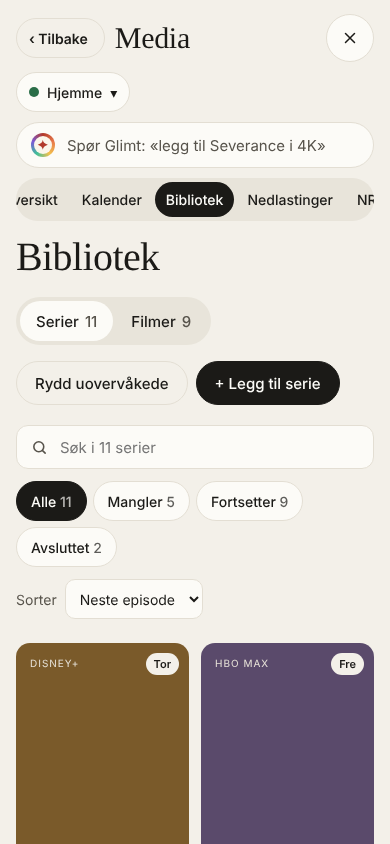 ‹ Tilbake
Media
Hjemme ▾
Spør Glimt: «legg til Severance i 4K»
versikt Kalender Bibliotek Nedlastinger NR
Bibliotek
Serier 11 Filmer 9
Rydd uovervåkede + Legg til serie
Søk i 11 serier
Alle 11 Mangler 5 Fortsetter 9
Avsluttet 2
Sorter Neste episode
DISNEY+ Tor HBO MAX Fre